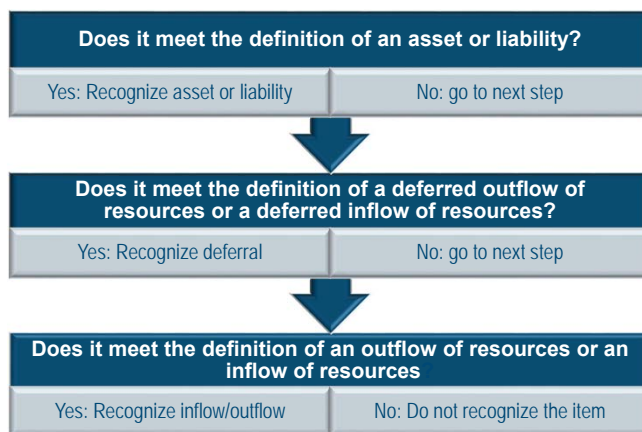 Does it meet the definition of an asset or liability?
Yes: Recognize asset or liability
No: go to next step
Does it meet the definition of a deferred outflow of
resources or a deferred inflow of resources?
Yes: Recognize deferral
No: go to next step
Does it meet the definition of an outflow of resources or an
inflow of resources?
Yes: Recognize inflow/outflow
No: Do not recognize the item